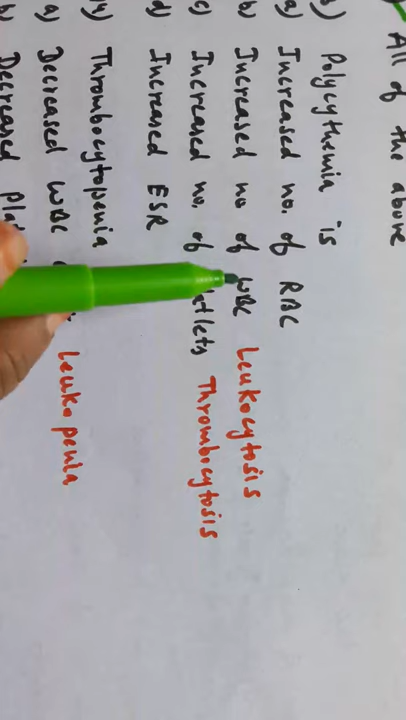 All of the above
) Polycythemia is
a) Increased no. of RBC
b) Increased no of WBC Leukocytosis
c) Increased no. of Thrombocytosis
d) Increased ESR
Thrombocytopenia
a) Decreased WBC Leukopenia
b) Decreased